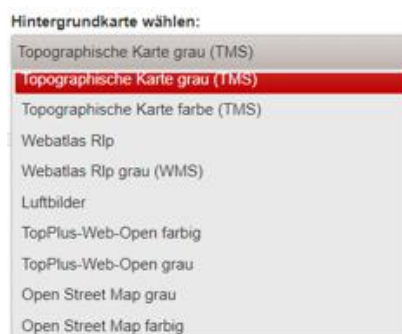 Hintergrundkarte wählen:
Topographische Karte grau (TMS)
Topographische Karte grau (TMS)
Topographische Karte farbe (TMS)
Webatlas Rlp
Webatlas Rlp grau (WMS)
Luftbilder
TopPlus-Web-Open farbig
TopPlus-Web-Open grau
Open Street Map grau
Open Street Map farbig